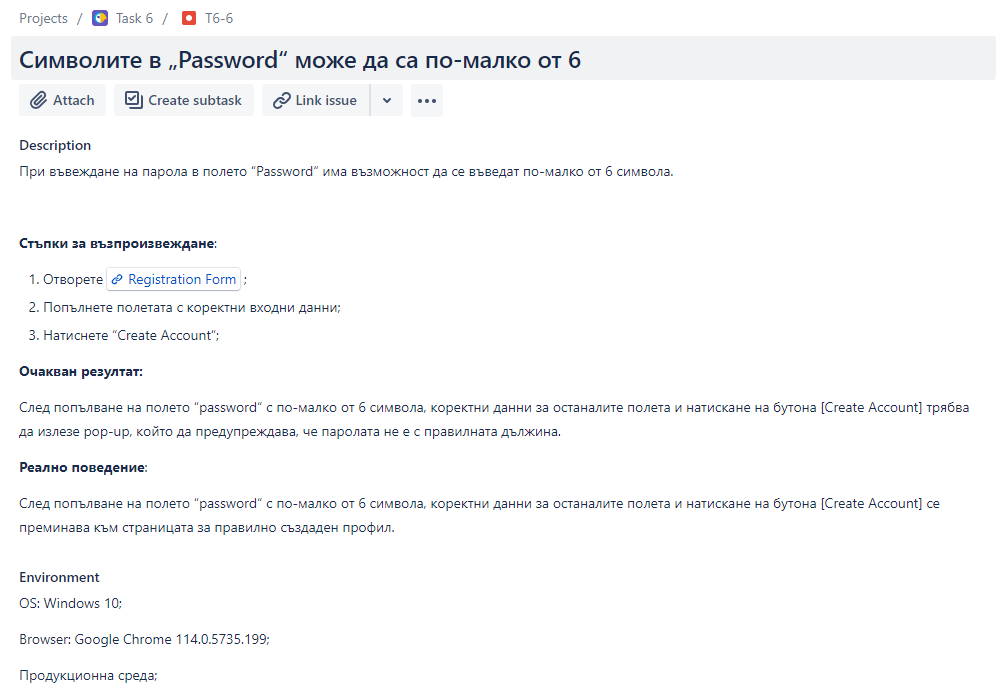 Projects / Task 6 / T6-6
Символите в „Password“ може да са по-малко от 6
Attach Create subtask Link issue
Description
При въвеждане на парола в полето “Password“ има възможност да се въведат по-малко от 6 символа.
Стъпки за възпроизвеждане:
1. Отворете Registration Form ;
2. Попълнете полетата с коректни входни данни;
3. Натиснете “Create Account”;
Очакван резултат:
След попълване на полето “password“ с по-малко от 6 символа, коректни данни за останалите полета и натискане на бутона [Create Account] трябва
да излезе pop-up, който да предупреждава, че паролата не е с правилната дължина.
Реално поведение:
След попълване на полето “password“ с по-малко от 6 символа, коректни данни за останалите полета и натискане на бутона [Create Account] се
преминава към страницата за правилно създаден профил.
Environment
OS: Windows 10;
Browser: Google Chrome 114.0.5735.199;
Продукционна среда;